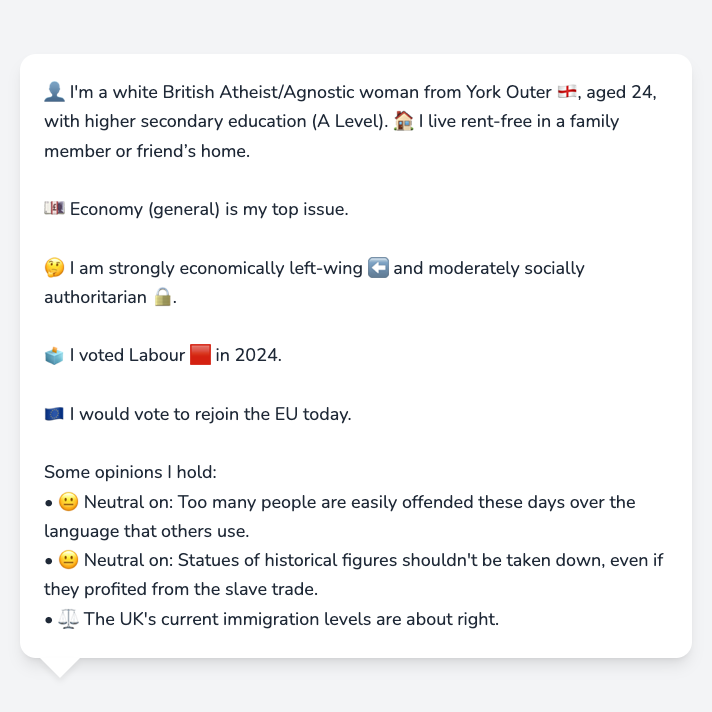 👤 I'm a white British Atheist/Agnostic woman from York Outer 🏴󠁧󠁢󠁥󠁮󠁧󠁿, aged 24,
with higher secondary education (A Level). 🏠 I live rent-free in a family
member or friend’s home.
💷 Economy (general) is my top issue.
🤔 I am strongly economically left-wing ⬅️ and moderately socially
authoritarian 🔒.
🗳️ I voted Labour 🟥 in 2024.
🇪🇺 I would vote to rejoin the EU today.
Some opinions I hold:
• 😐 Neutral on: Too many people are easily offended these days over the
language that others use.
• 😐 Neutral on: Statues of historical figures shouldn't be taken down, even if
they profited from the slave trade.
• ⚖️ The UK's current immigration levels are about right.